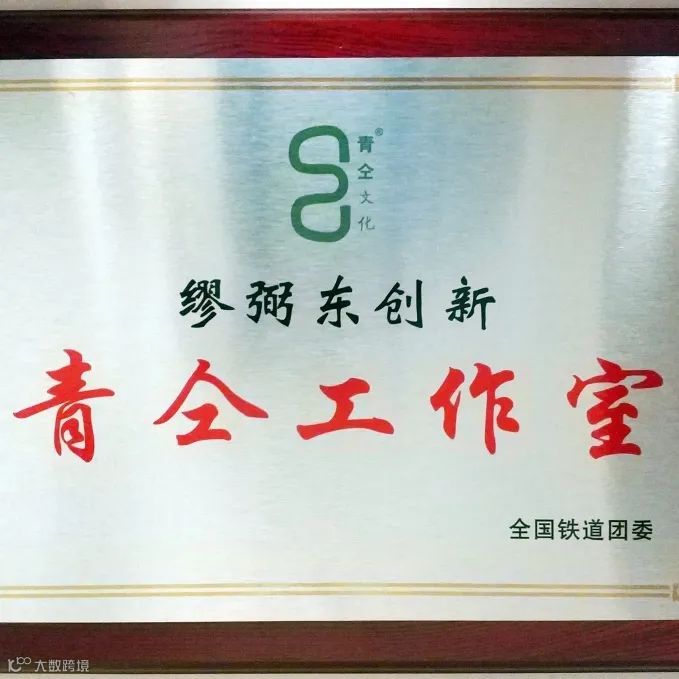 青仝文化®
缪弼东创新
青仝工作室
全国铁道团委
大数跨境